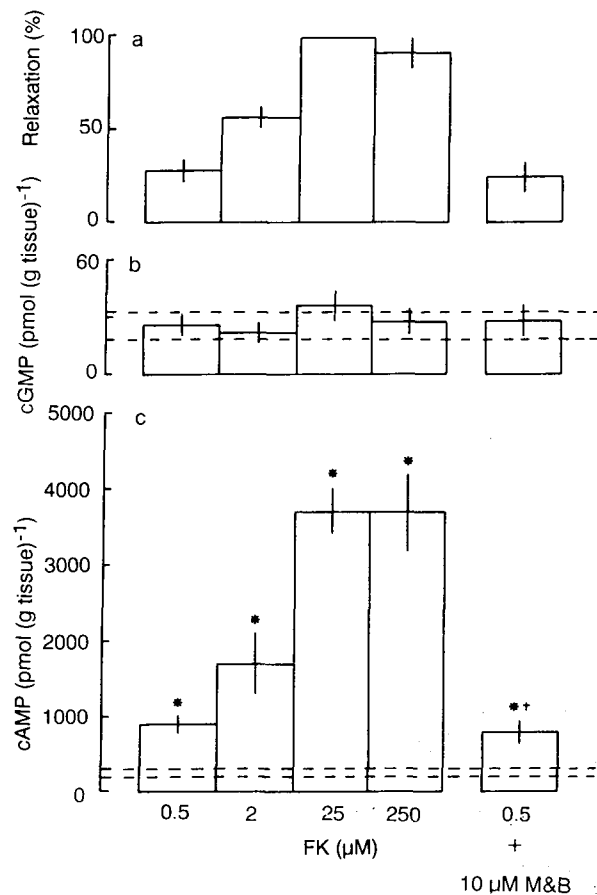 a
Relaxation (%)
100
50
0
b
cGMP (pmol (g tissue)⁻¹)
60
0
c
cAMP (pmol (g tissue)⁻¹)
5000
4000
3000
2000
1000
0
*
*
*
*
*†
0.5 2 25 250 0.5
FK (µM) +
10 µM M&B